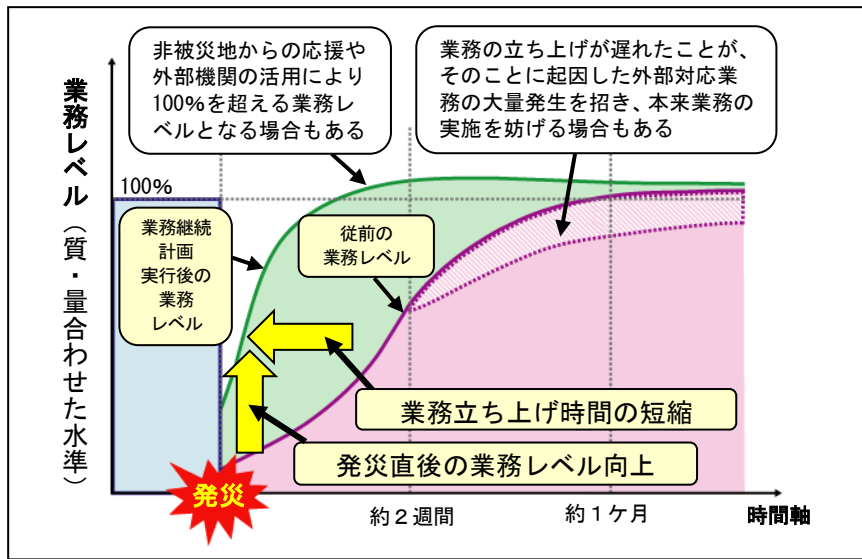 非被災地からの応援や
外部機関の活用により
100%を超える業務レ
ベルとなる場合もある
業務の立ち上げが遅れたことが、
そのことに起因した外部対応業
務の大量発生を招き、本来業務の
実施を妨げる場合もある
業務レベル（質・量合わせた水準）
100%
業務継続
計画
実行後の
業務
レベル
従前の
業務レベル
業務立ち上げ時間の短縮
発災直後の業務レベル向上
発災
約２週間
約１ケ月
時間軸